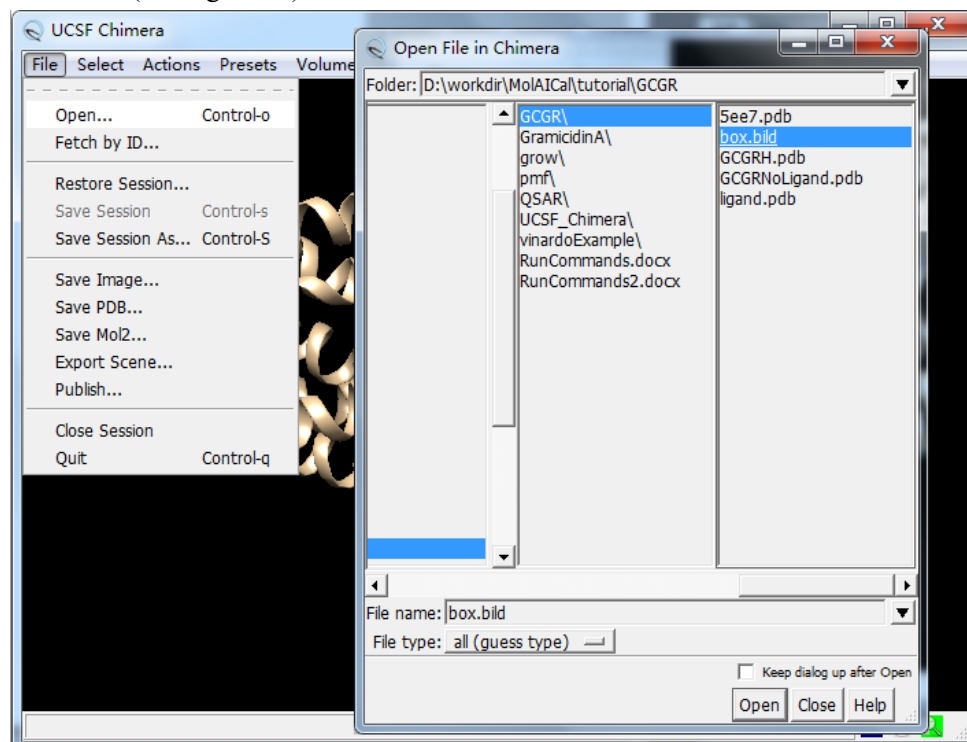 UCSF Chimera
File Select Actions Presets Volume
Open... Control-o
Fetch by ID...
Restore Session...
Save Session Control-s
Save Session As... Control-S
Save Image...
Save PDB...
Save Mol2...
Export Scene...
Publish...
Close Session
Quit Control-q
Open File in Chimera
Folder: D:\workdir\MolAICal\tutorial\GCGR
GCGR\
GramicidinA\
grow\
pmf\
QSAR\
UCSF_Chimera\
vinardoExample\
RunCommands.docx
RunCommands2.docx
5ee7.pdb
box.bild
GCGRH.pdb
GCGRNoLigand.pdb
ligand.pdb
File name: box.bild
File type: all (guess type)
Keep dialog up after Open
Open Close Help